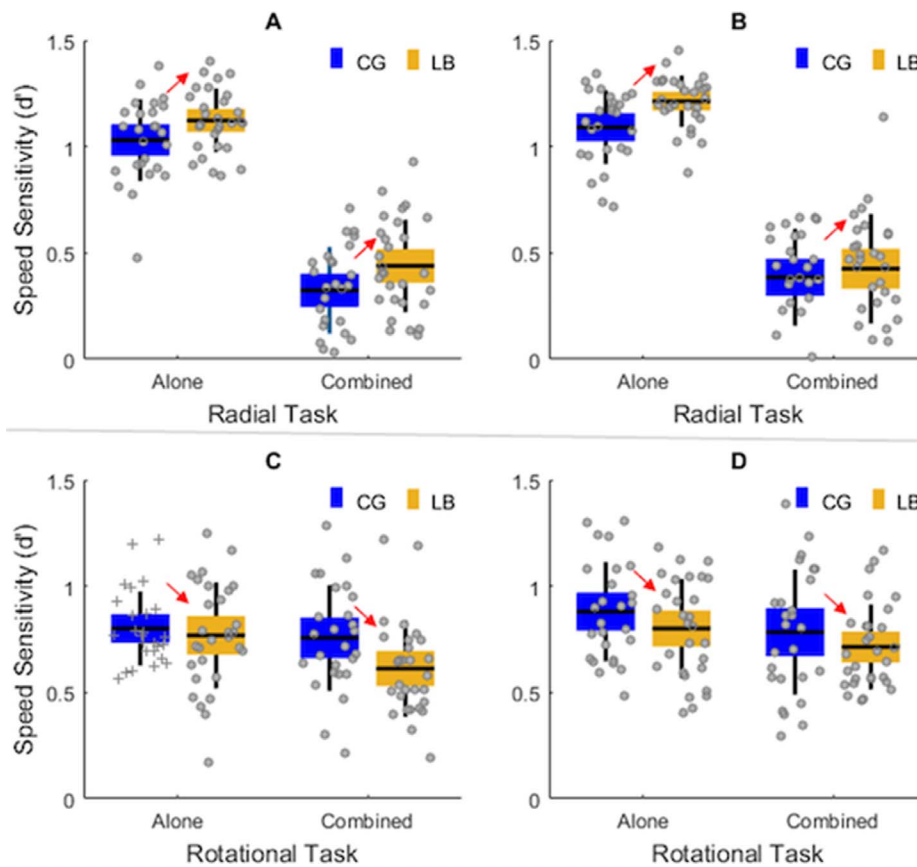 A
B
1.5
CG LB
CG LB
1
0.5
0
Speed Sensitivity (d')
Alone Combined
Radial Task
Alone Combined
Radial Task
C
D
1.5
1.5
CG LB
CG LB
1
1
0.5
0.5
0
0
Speed Sensitivity (d')
Alone Combined
Rotational Task
Alone Combined
Rotational Task
1.5
1
0.5
0